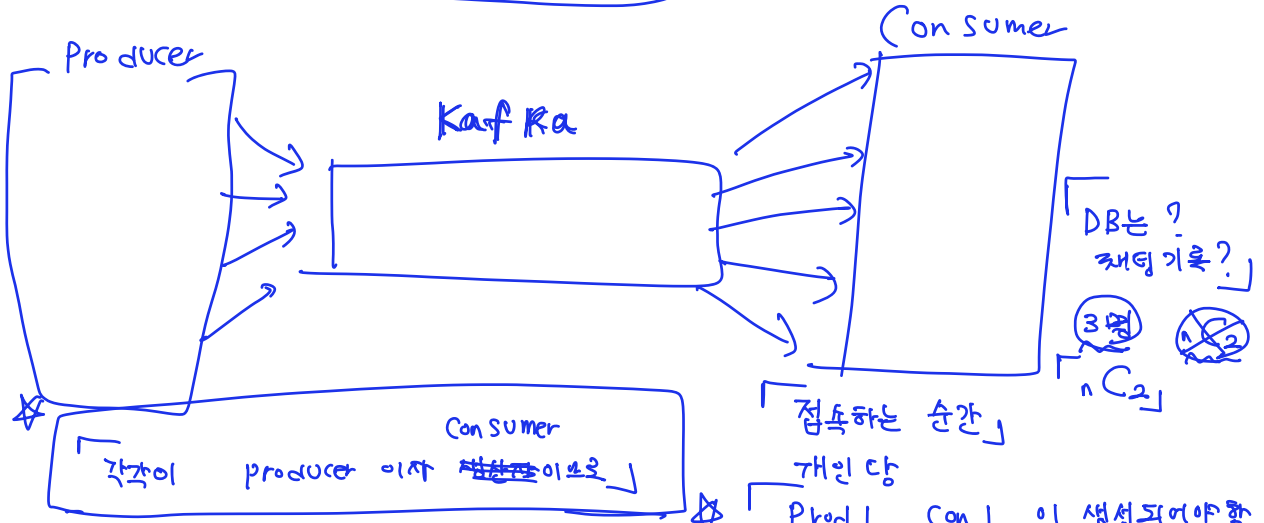 Producer
Kafka
Consumer
「DB는?
채팅기록?」
3명 nC2
「nC2」
「접속하는 순간」
개인당
「Prod 1 Con 1 이 생성되어야함
☆
Consumer
「각각이 producer 이자 이므로」
☆